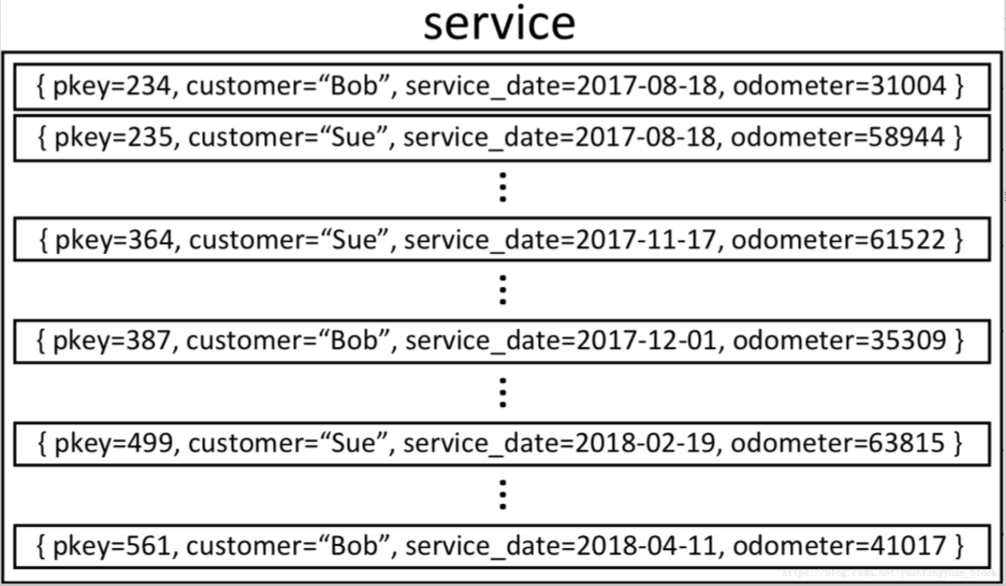 service
{ pkey=234, customer=“Bob”, service_date=2017-08-18, odometer=31004 }
{ pkey=235, customer=“Sue”, service_date=2017-08-18, odometer=58944 }
{ pkey=364, customer=“Sue”, service_date=2017-11-17, odometer=61522 }
{ pkey=387, customer=“Bob”, service_date=2017-12-01, odometer=35309 }
{ pkey=499, customer=“Sue”, service_date=2018-02-19, odometer=63815 }
{ pkey=561, customer=“Bob”, service_date=2018-04-11, odometer=41017 }